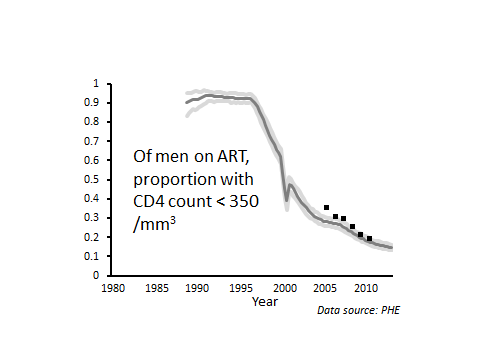 1
0.9
0.8
0.7
0.6
0.5
0.4
0.3
0.2
0.1
0
Of men on ART,
proportion with
CD4 count < 350
/mm³
1980 1985 1990 1995 2000 2005 2010
Year
Data source: PHE